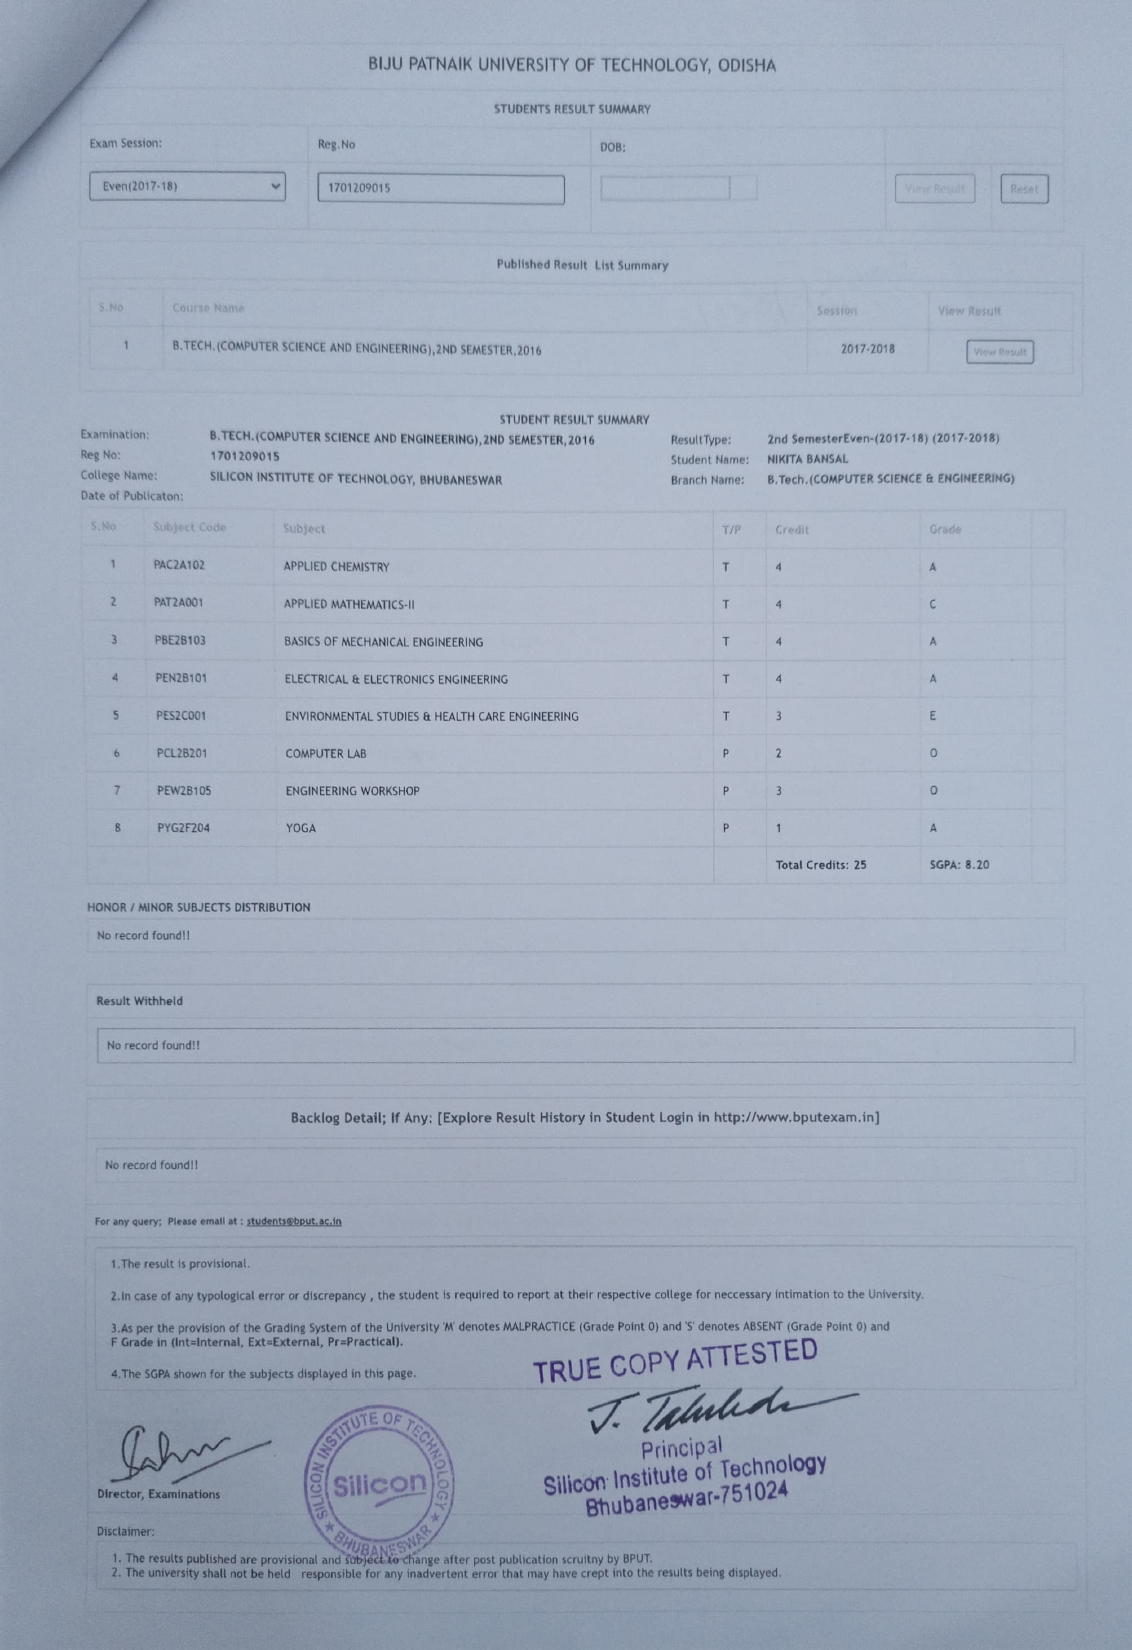 BIJU PATNAIK UNIVERSITY OF TECHNOLOGY, ODISHA
STUDENTS RESULT SUMMARY
Exam Session: Reg.No DOB:
Even(2017-18) 1701209015 View Result Reset
Published Result List Summary
S.No Course Name Session View Result
1 B.TECH.(COMPUTER SCIENCE AND ENGINEERING),2ND SEMESTER,2016 2017-2018 View Result
STUDENT RESULT SUMMARY
Examination: B.TECH.(COMPUTER SCIENCE AND ENGINEERING),2ND SEMESTER,2016 ResultType: 2nd SemesterEven-(2017-18) (2017-2018)
Reg No: 1701209015 Student Name: NIKITA BANSAL
College Name: SILICON INSTITUTE OF TECHNOLOGY, BHUBANESWAR Branch Name: B.Tech.(COMPUTER SCIENCE & ENGINEERING)
Date of Publicaton:
S.No Subject Code Subject T/P Credit Grade
1 PAC2A102 APPLIED CHEMISTRY T 4 A
2 PAT2A001 APPLIED MATHEMATICS-II T 4 C
3 PBE2B103 BASICS OF MECHANICAL ENGINEERING T 4 A
4 PEN2B101 ELECTRICAL & ELECTRONICS ENGINEERING T 4 A
5 PES2C001 ENVIRONMENTAL STUDIES & HEALTH CARE ENGINEERING T 3 E
6 PCL2B201 COMPUTER LAB P 2 O
7 PEW2B105 ENGINEERING WORKSHOP P 3 O
8 PYG2F204 YOGA P 1 A
Total Credits: 25 SGPA: 8.20
HONOR / MINOR SUBJECTS DISTRIBUTION
No record found!!
Result Withheld
No record found!!
Backlog Detail; If Any: [Explore Result History in Student Login in http://www.bputexam.in]
No record found!!
For any query; Please email at : students@bput.ac.in
1.The result is provisional.
2.In case of any typological error or discrepancy , the student is required to report at their respective college for neccessary intimation to the University.
3.As per the provision of the Grading System of the University 'M' denotes MALPRACTICE (Grade Point 0) and 'S' denotes ABSENT (Grade Point 0) and
F Grade in (Int=Internal, Ext=External, Pr=Practical).
4.The SGPA shown for the subjects displayed in this page.
TRUE COPY ATTESTED
Principal
Silicon Institute of Technology
Bhubaneswar-751024
SILICON INSTITUTE OF TECHNOLOGY
Silicon
BHUBANESWAR
Director, Examinations
Disclaimer:
1. The results published are provisional and subject to change after post publication scruitny by BPUT.
2. The university shall not be held responsible for any inadvertent error that may have crept into the results being displayed.